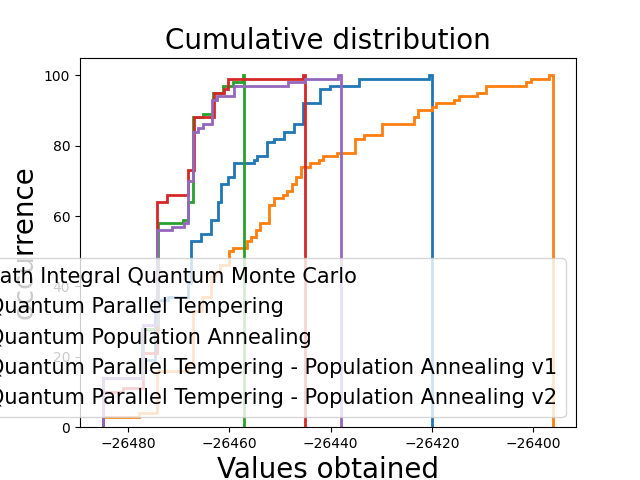 Cumulative distribution
100
80
60
40
20
0
occurrence
ath Integral Quantum Monte Carlo
Quantum Parallel Tempering
Quantum Population Annealing
Quantum Parallel Tempering - Population Annealing v1
Quantum Parallel Tempering - Population Annealing v2
−26480
−26460
−26440
−26420
−26400
Values obtained